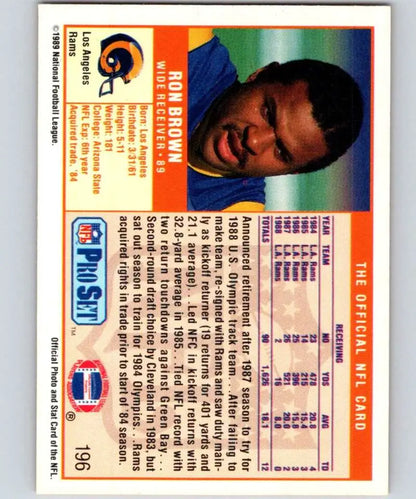 THE OFFICIAL NFL CARD
RECEIVING
YEAR TEAM NO YDS AVG TD
1984 L.A. Rams 23 478 20.8 4
1985 L.A. Rams 14 215 15.4 3
1986 L.A. Rams 25 396 15.8 3
1987 L.A. Rams 26 521 20.0 2
1988 L.A. Rams 2 16 8.0 0
TOTALS 90 1,626 18.1 12
Announced retirement after 1987 season to try for
1988 U.S. Olympic track team... After failing to
make team, re-signed with Rams and saw duty main-
ly as kickoff returner (19 returns for 401 yards and
21.1 average)... Led NFC in kickoff returns with
32.8-yard average in 1985... Tied NFL record with
two return touchdowns against Green Bay...
Second-round draft choice by Cleveland in 1983, but
sat out season to train for 1984 Olympics... Rams
acquired rights in trade prior to start of '84 season.
RON BROWN
WIDE RECEIVER • 89
Born: Los Angeles
Birthdate: 3/31/61
Height: 5-11
Weight: 181
College: Arizona State
NFL Exp: 6th year
Acquired: trade, '84
Los Angeles
Rams
NFL
PRO SET
™
®
196
©1989 National Football League.
Official Photo and Stat Card of the NFL.